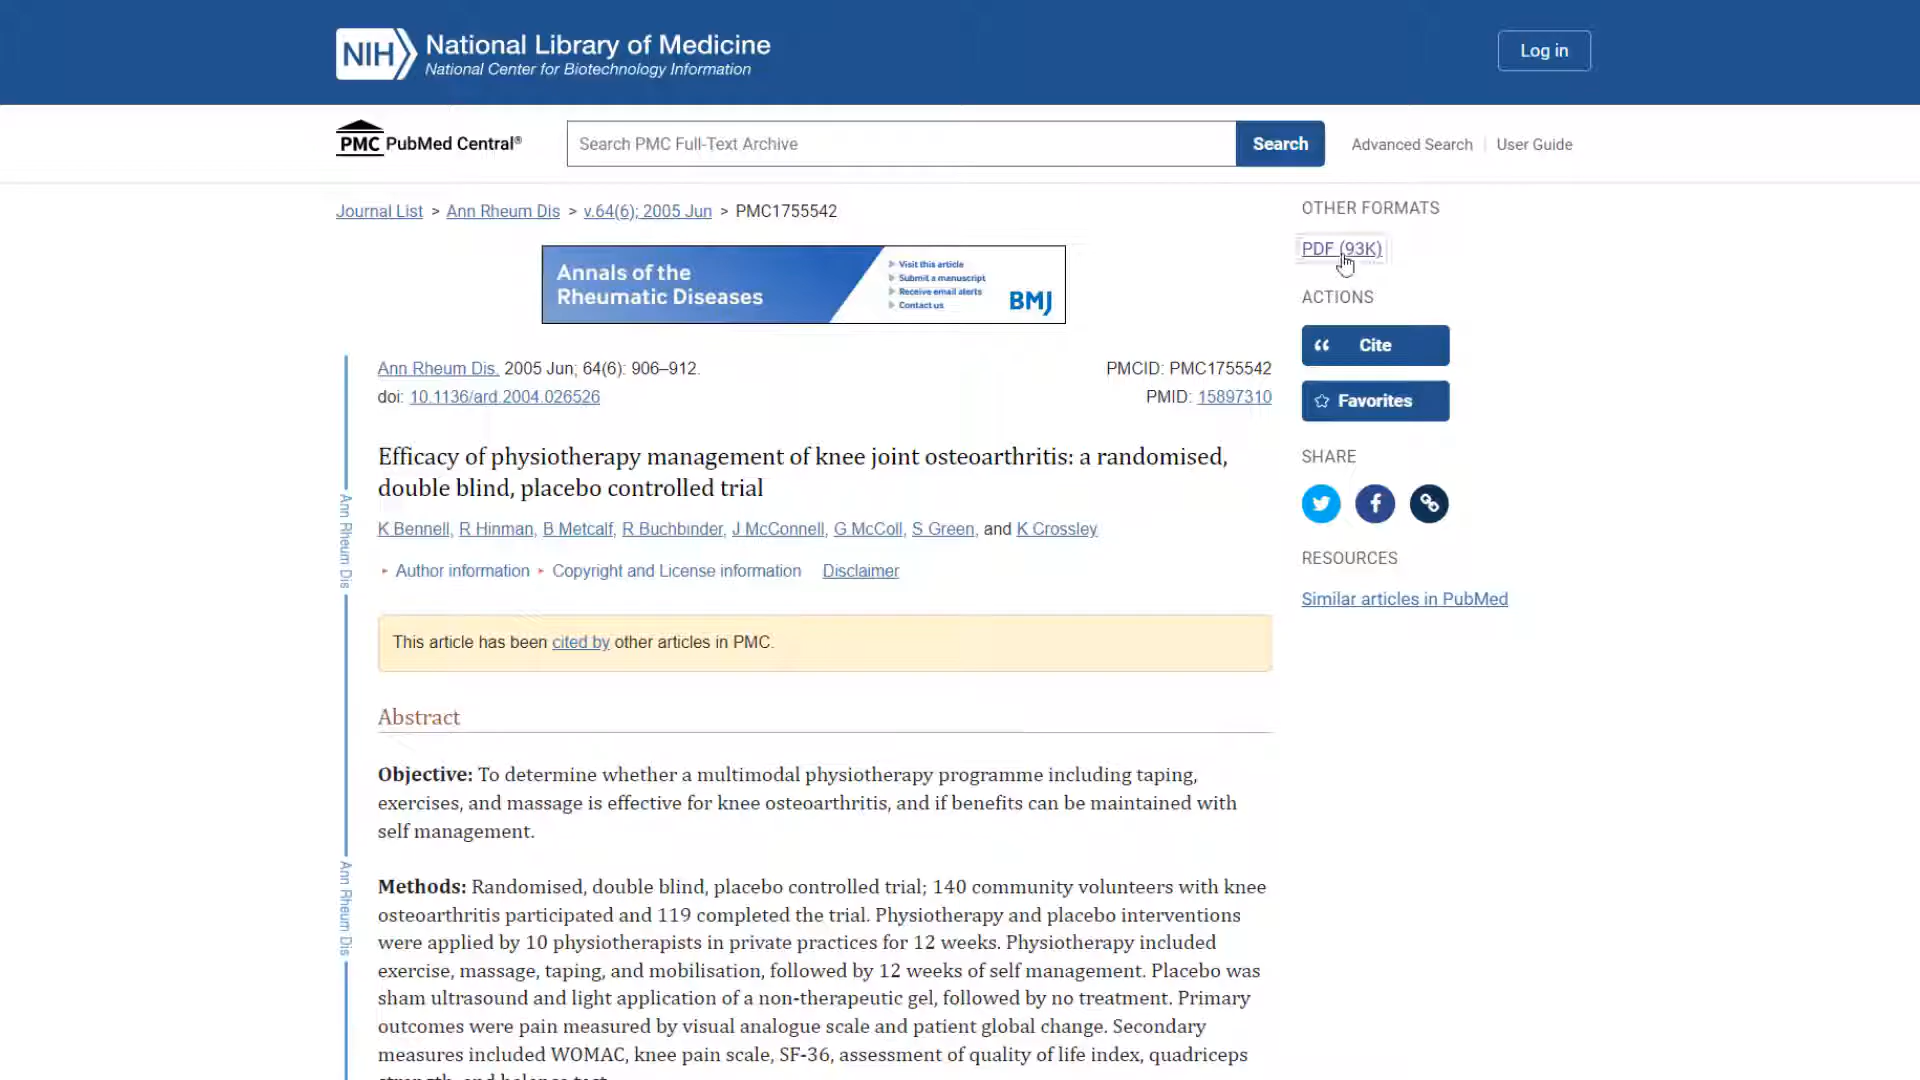 NIH National Library of Medicine
National Center for Biotechnology Information
Log in
PMC PubMed Central®
Search PMC Full-Text Archive
Search
Advanced Search
User Guide
Journal List > Ann Rheum Dis > v.64(6); 2005 Jun > PMC1755542
Annals of the
Rheumatic Diseases
Visit this article
Submit a manuscript
Receive email alerts
Contact us
BMJ
Ann Rheum Dis. 2005 Jun; 64(6): 906–912.
PMCID: PMC1755542
doi: 10.1136/ard.2004.026526
PMID: 15897310
Efficacy of physiotherapy management of knee joint osteoarthritis: a randomised,
double blind, placebo controlled trial
K Bennell, R Hinman, B Metcalf, R Buchbinder, J McConnell, G McColl, S Green, and K Crossley
Author information
Copyright and License information
Disclaimer
This article has been cited by other articles in PMC.
Abstract
Objective: To determine whether a multimodal physiotherapy programme including taping,
exercises, and massage is effective for knee osteoarthritis, and if benefits can be maintained with
self management.
Methods: Randomised, double blind, placebo controlled trial; 140 community volunteers with knee
osteoarthritis participated and 119 completed the trial. Physiotherapy and placebo interventions
were applied by 10 physiotherapists in private practices for 12 weeks. Physiotherapy included
exercise, massage, taping, and mobilisation, followed by 12 weeks of self management. Placebo was
sham ultrasound and light application of a non-therapeutic gel, followed by no treatment. Primary
outcomes were pain measured by visual analogue scale and patient global change. Secondary
measures included WOMAC, knee pain scale, SF-36, assessment of quality of life index, quadriceps
Ann Rheum Dis
Ann Rheum Dis
OTHER FORMATS
PDF (93K)
ACTIONS
Cite
Favorites
SHARE
RESOURCES
Similar articles in PubMed